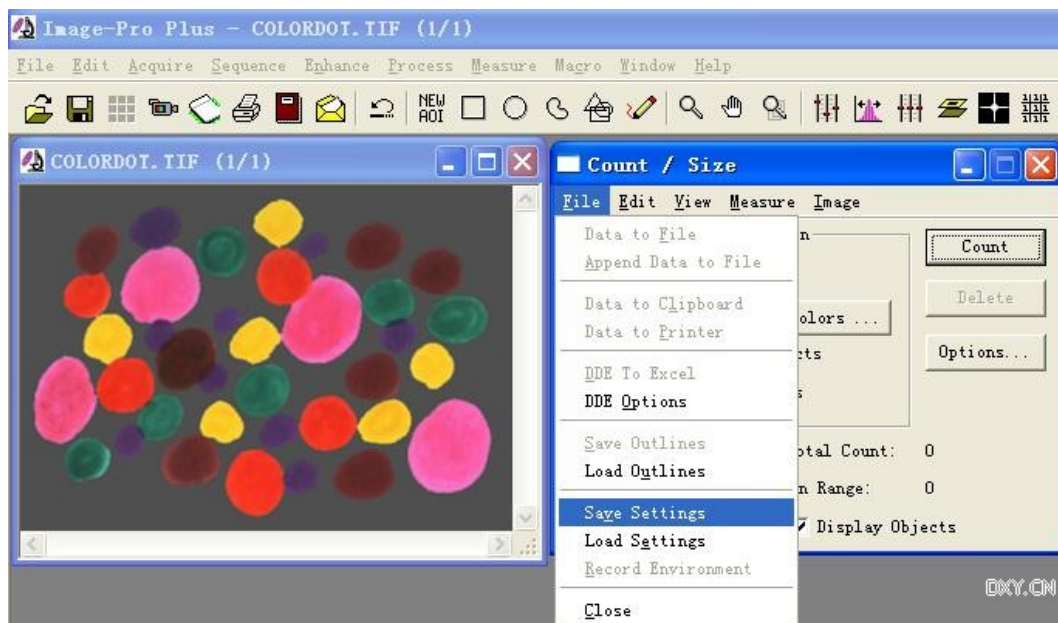 Image-Pro Plus - COLORDOT.TIF (1/1)
File Edit Acquire Sequence Enhance Process Measure Macro Window Help
NEW
AOI
COLORDOT.TIF (1/1)
Count / Size
File Edit View Measure Image
Data to File
Append Data to File
Data to Clipboard
Data to Printer
DDE To Excel
DDE Options
Save Outlines
Load Outlines
Save Settings
Load Settings
Record Environment
Close
n
Count
Delete
olors ...
cts
Options...
s
otal Count: 0
n Range: 0
Display Objects
DXY.CN